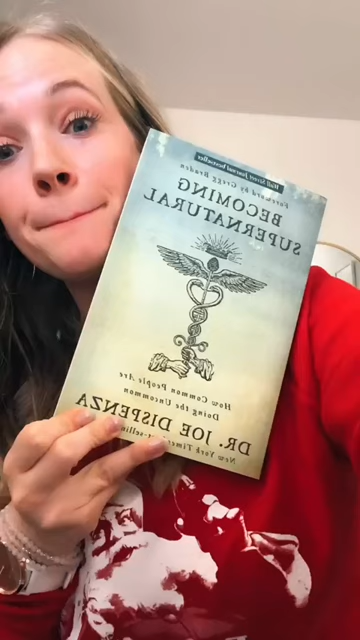 Wall Street Journal bestseller
Foreword by Gregg Braden
BECOMING
SUPERNATURAL
How Common People Are
Doing the Uncommon
DR. JOE DISPENZA
New York Times